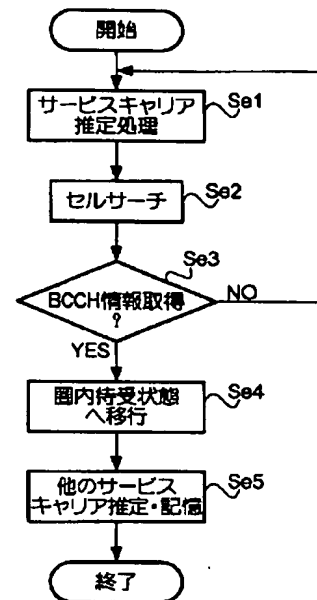 開始
サービスキャリア
推定処理
Se1
セルサーチ
Se2
Se3
BCCH情報取得
?
NO
YES
圏内待受状態
へ移行
Se4
他のサービス
キャリア推定・記憶
Se5
終了